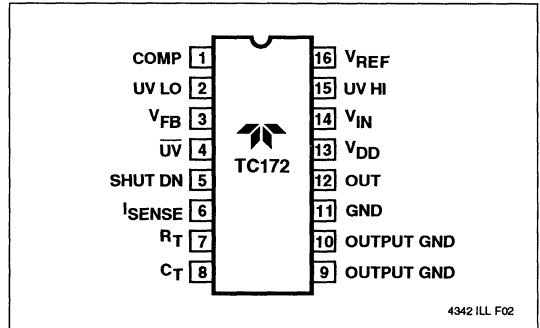 COMP 1
UV LO 2
VFB 3
UV 4
SHUT DN 5
ISENSE 6
RT 7
CT 8
TC172
16 VREF
15 UV HI
14 VIN
13 VDD
12 OUT
11 GND
10 OUTPUT GND
9 OUTPUT GND
4342 ILL F02